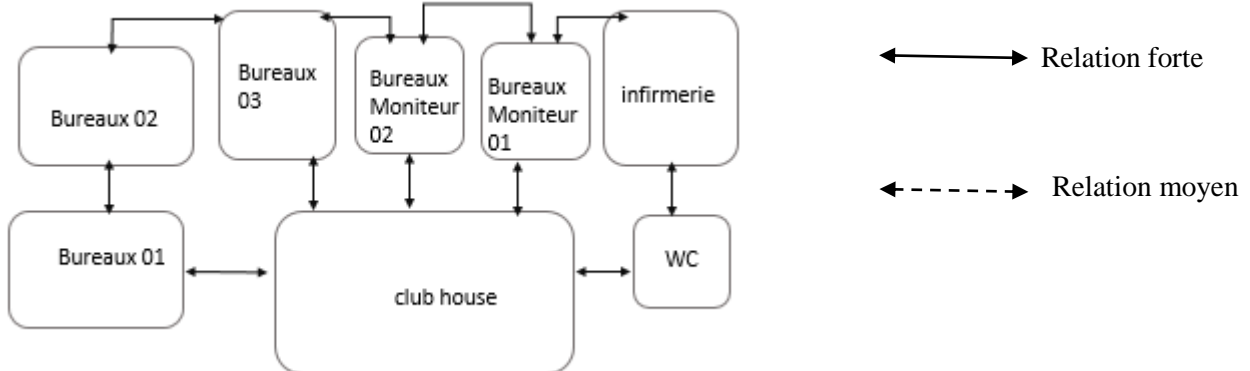 Bureaux 02
Bureaux
03
Bureaux
Moniteur
02
Bureaux
Moniteur
01
infirmerie
Bureaux 01
club house
WC
Relation forte
Relation moyen